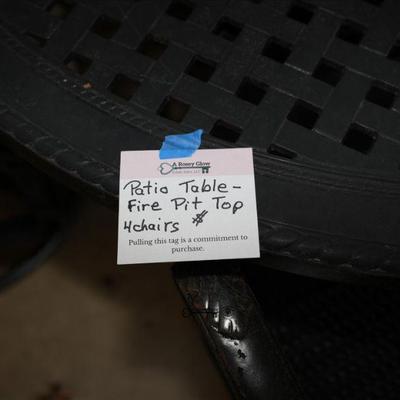 A Rosey Glow
Patio Table -
Fire Pit Top
4chairs $
Pulling this tag is a commitment to
purchase.